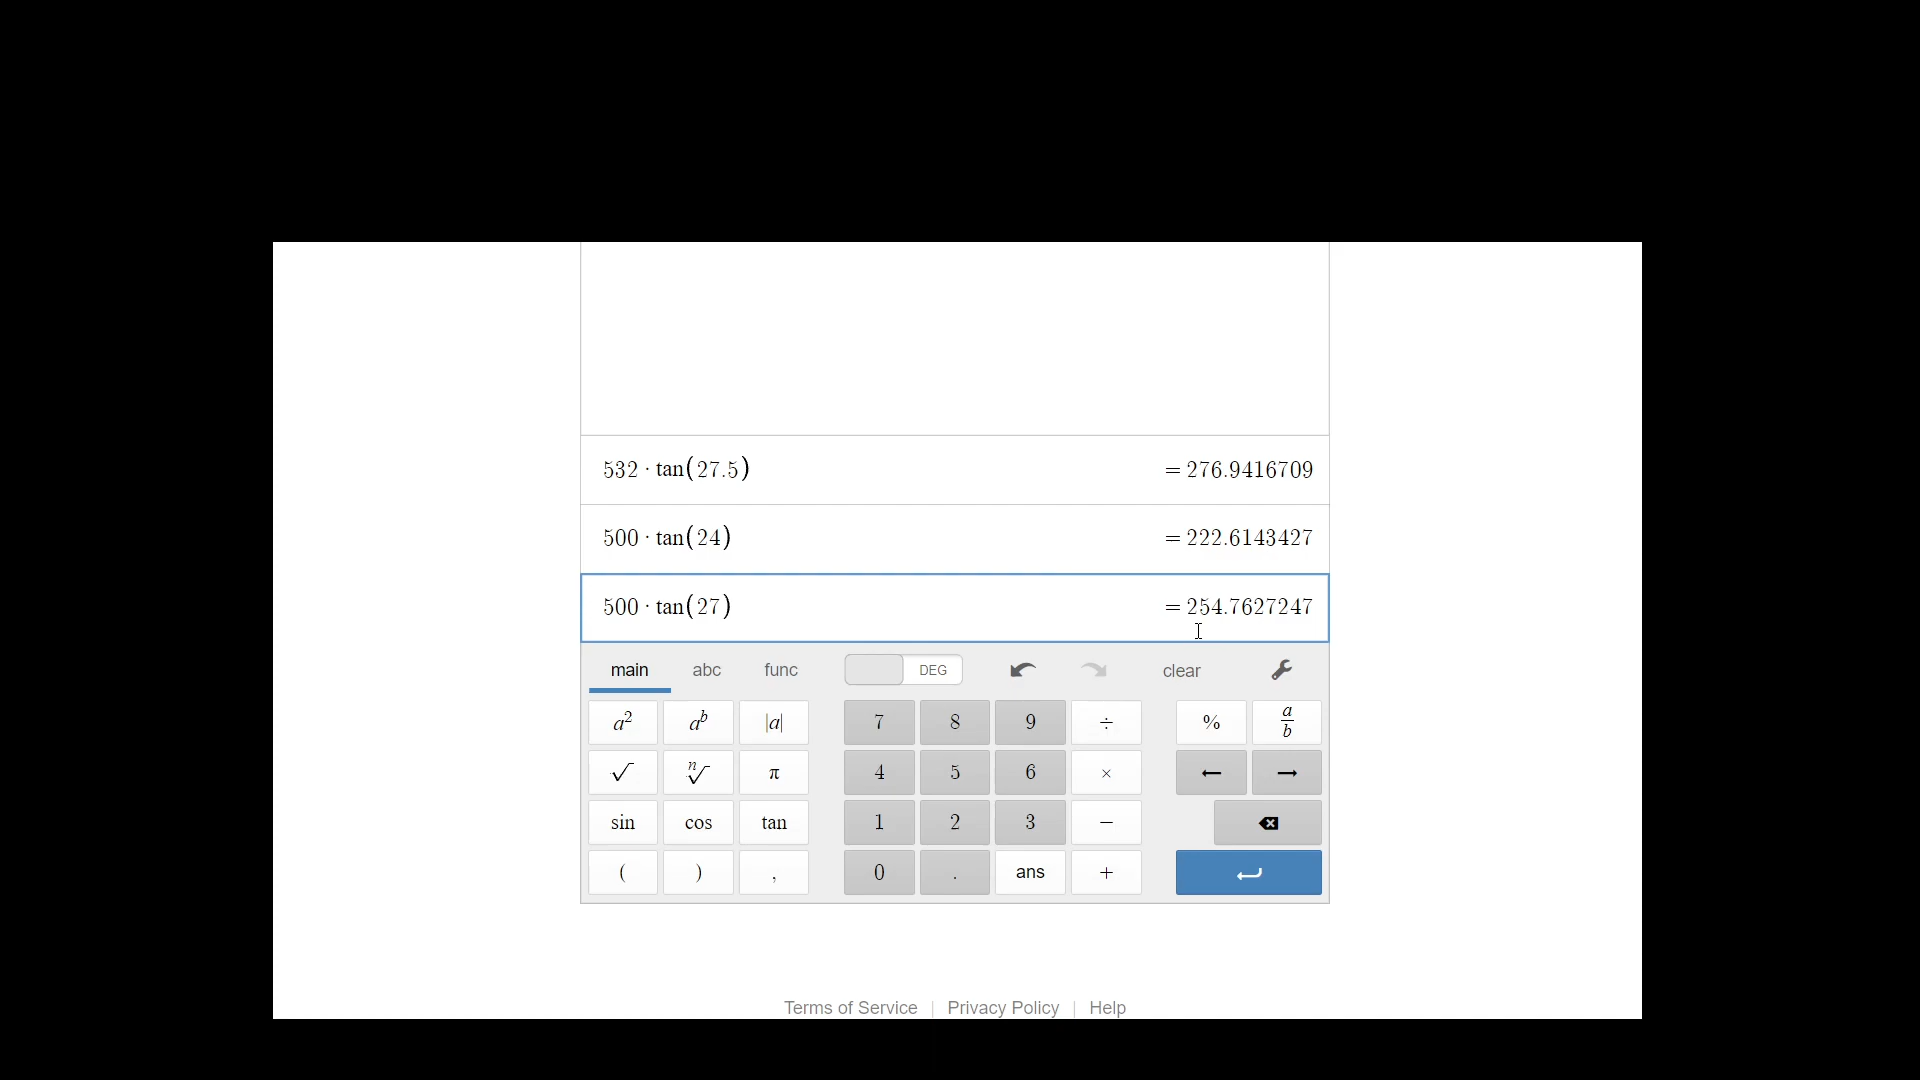 532 · tan(27.5) = 276.9416709
500 · tan(24) = 222.6143427
500 · tan(27) = 254.7627247
main abc func DEG clear
a² aᵇ |a| 7 8 9 ÷ % a/b
√ ⁿ√ π 4 5 6 × ← →
sin cos tan 1 2 3 −
( ) , 0 . ans +
Terms of Service | Privacy Policy | Help